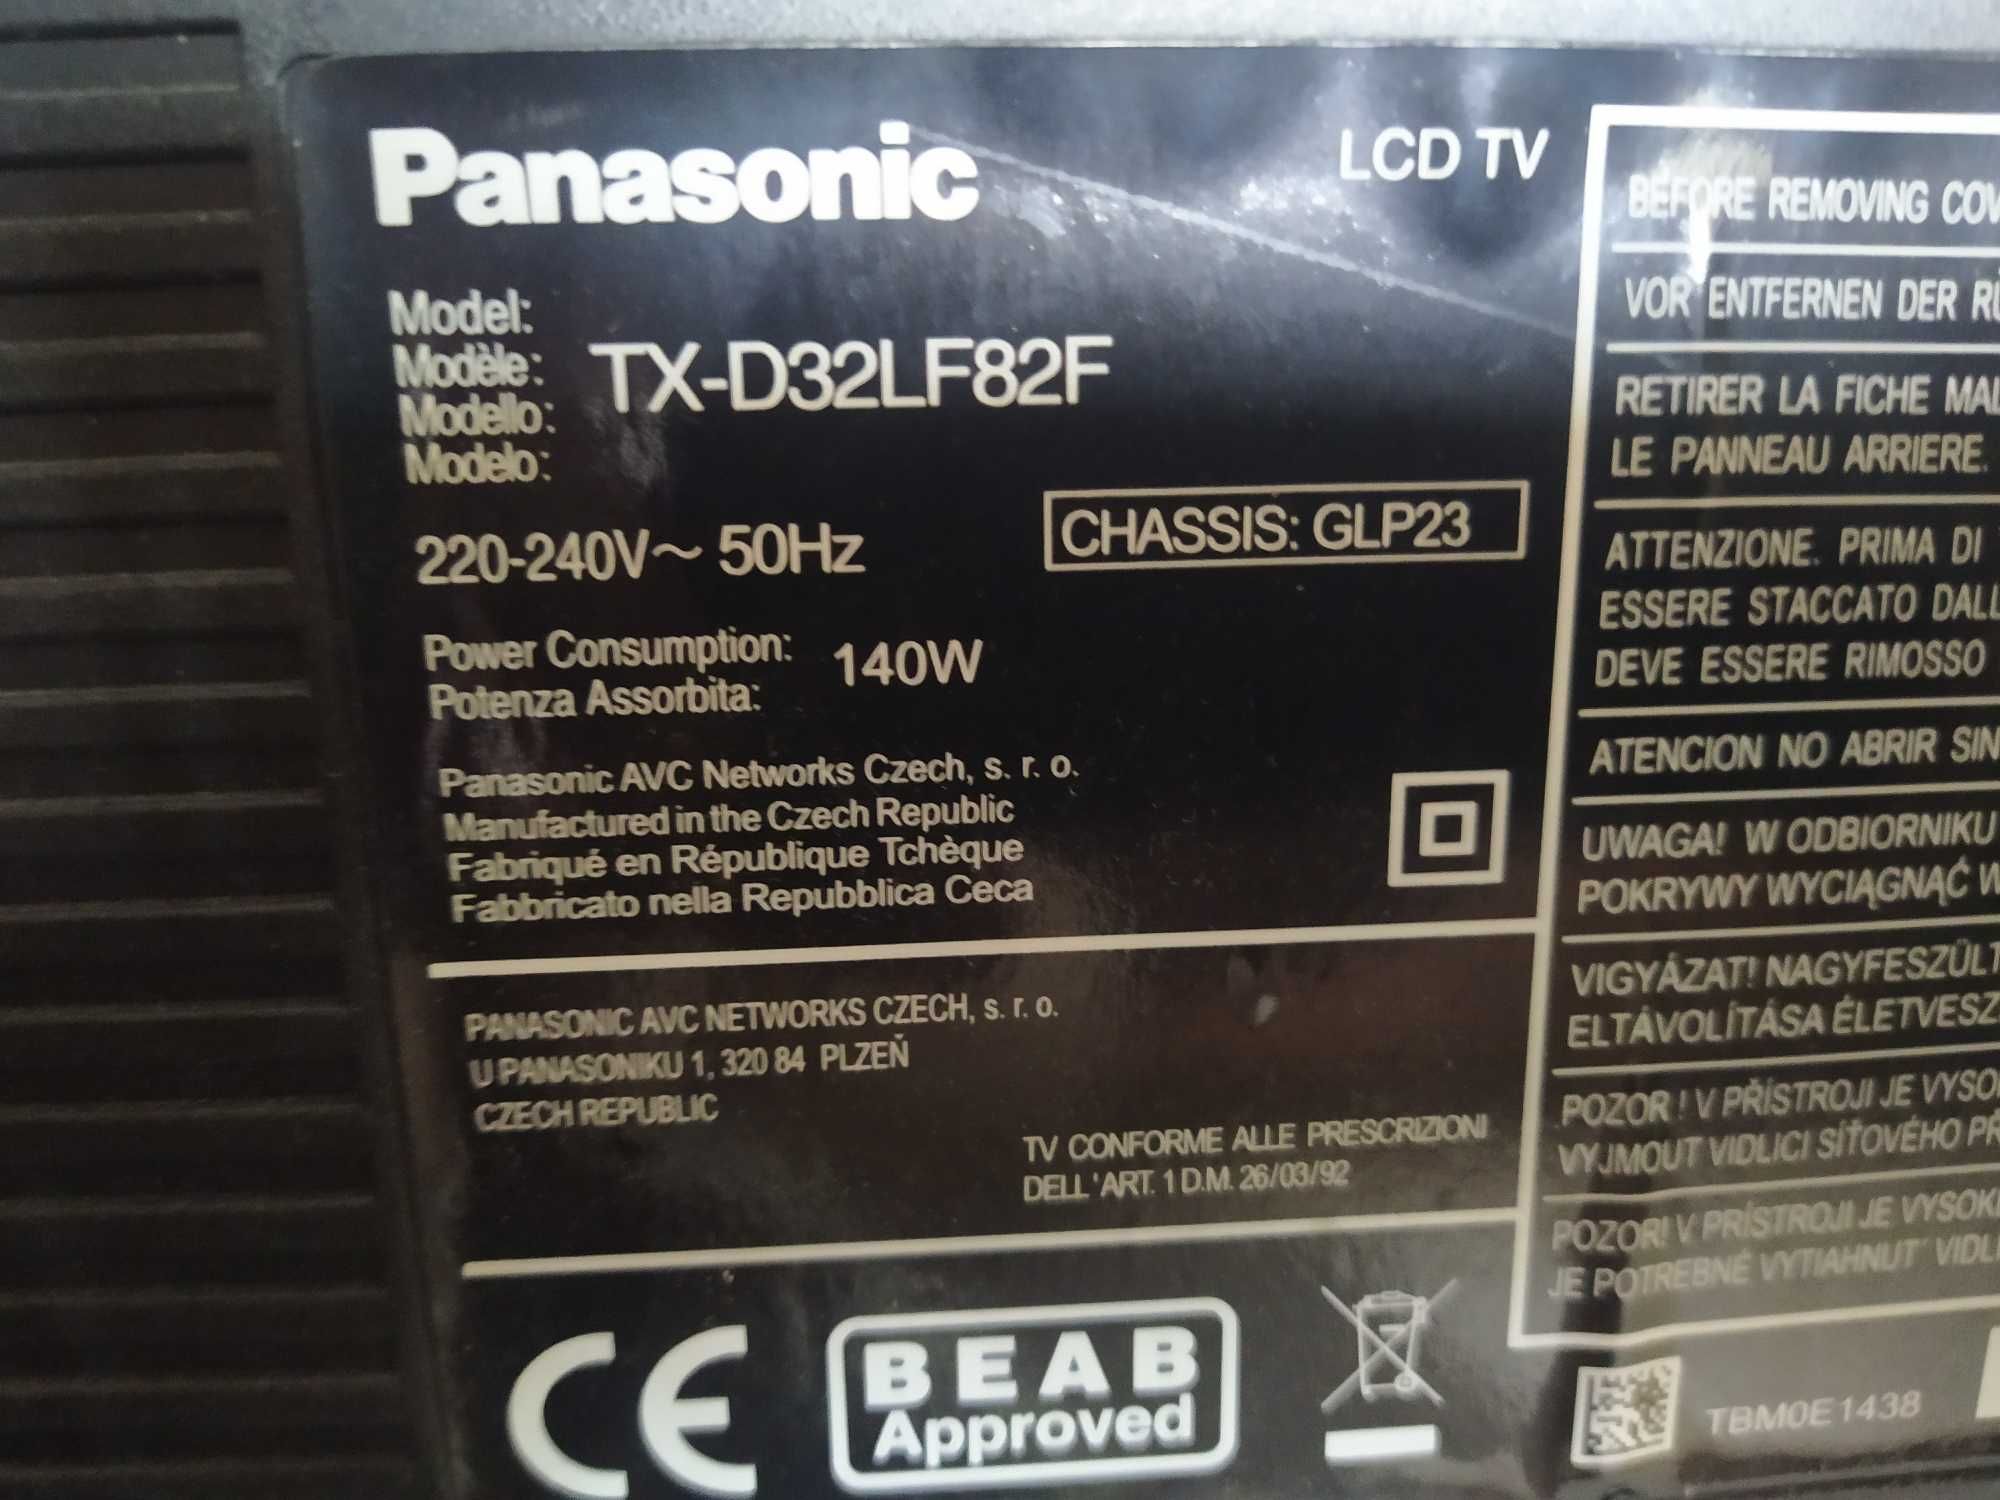 Panasonic
LCD TV
Model:
Modèle:
Modello:
Modelo:
TX-D32LF82F
220-240V~ 50Hz
CHASSIS: GLP23
Power Consumption:
Potenza Assorbita:
140W
Panasonic AVC Networks Czech, s. r. o.
Manufactured in the Czech Republic
Fabriqué en République Tchèque
Fabbricato nella Repubblica Ceca
PANASONIC AVC NETWORKS CZECH, s. r. o.
U PANASONIKU 1, 320 84 PLZEŇ
CZECH REPUBLIC
TV CONFORME ALLE PRESCRIZIONI
DELL'ART. 1 D.M. 26/03/92
CE
BEAB
Approved
BEFORE REMOVING COV
VOR ENTFERNEN DER RÜ
RETIRER LA FICHE MAL
LE PANNEAU ARRIERE.
ATTENZIONE. PRIMA DI
ESSERE STACCATO DALL
DEVE ESSERE RIMOSSO
ATENCION NO ABRIR SIN
UWAGA! W ODBIORNIKU
POKRYWY WYCIĄGNĄĆ W
VIGYÁZAT! NAGYFESZÜLT
ELTÁVOLÍTÁSA ÉLETVESZ
POZOR ! V PŘÍSTROJI JE VYSO
VYJMOUT VIDLICI SÍŤOVÉHO PŘ
POZOR! V PRÍSTROJI JE VYSOK
JE POTREBNÉ VYTIAHNUT' VIDLI
TBM0E1438